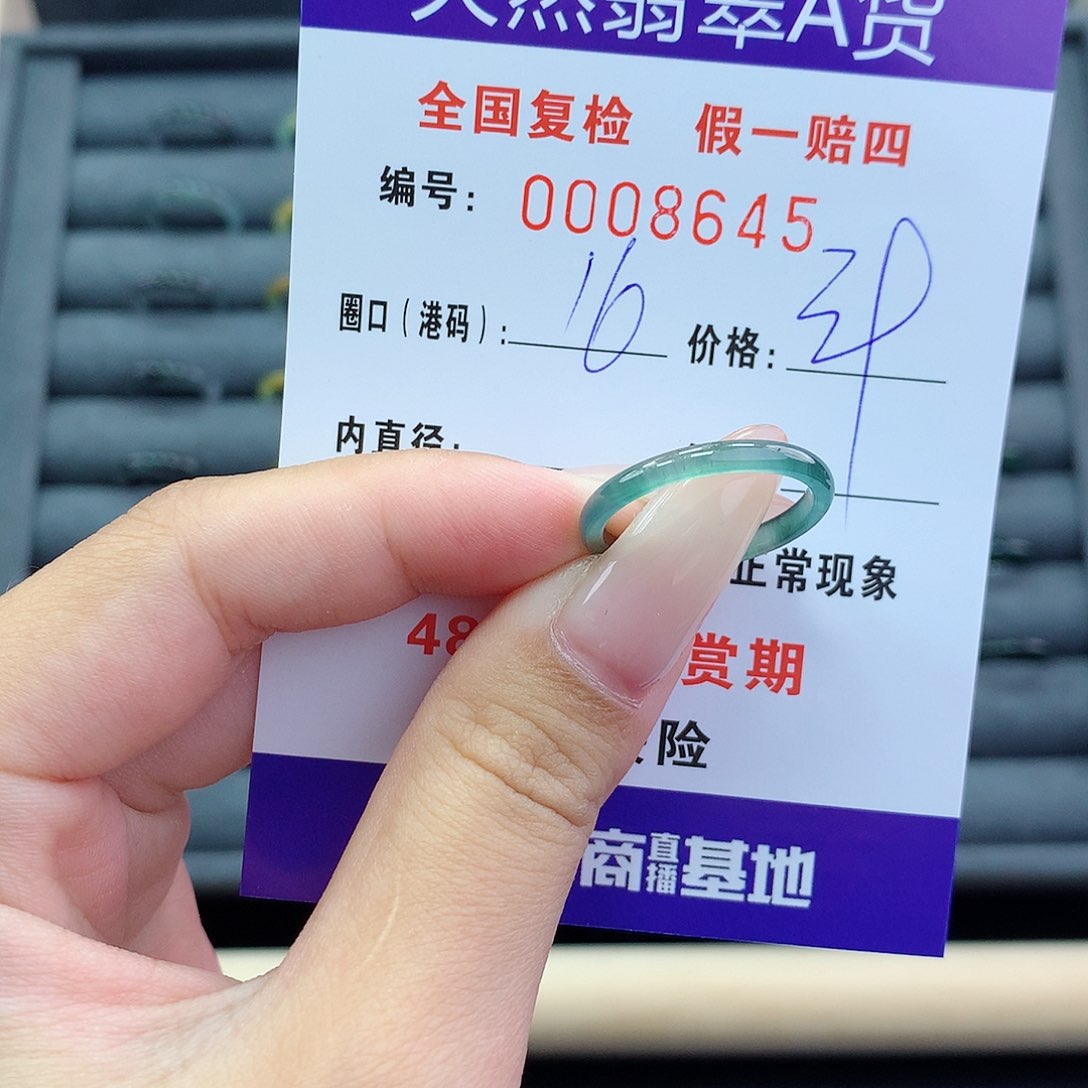 天然翡翠A货
全国复检 假一赔四
编号: 0008645
圈口(港码): 16 价格:
内直径:
正常现象
48 赏期
险
商直播基地